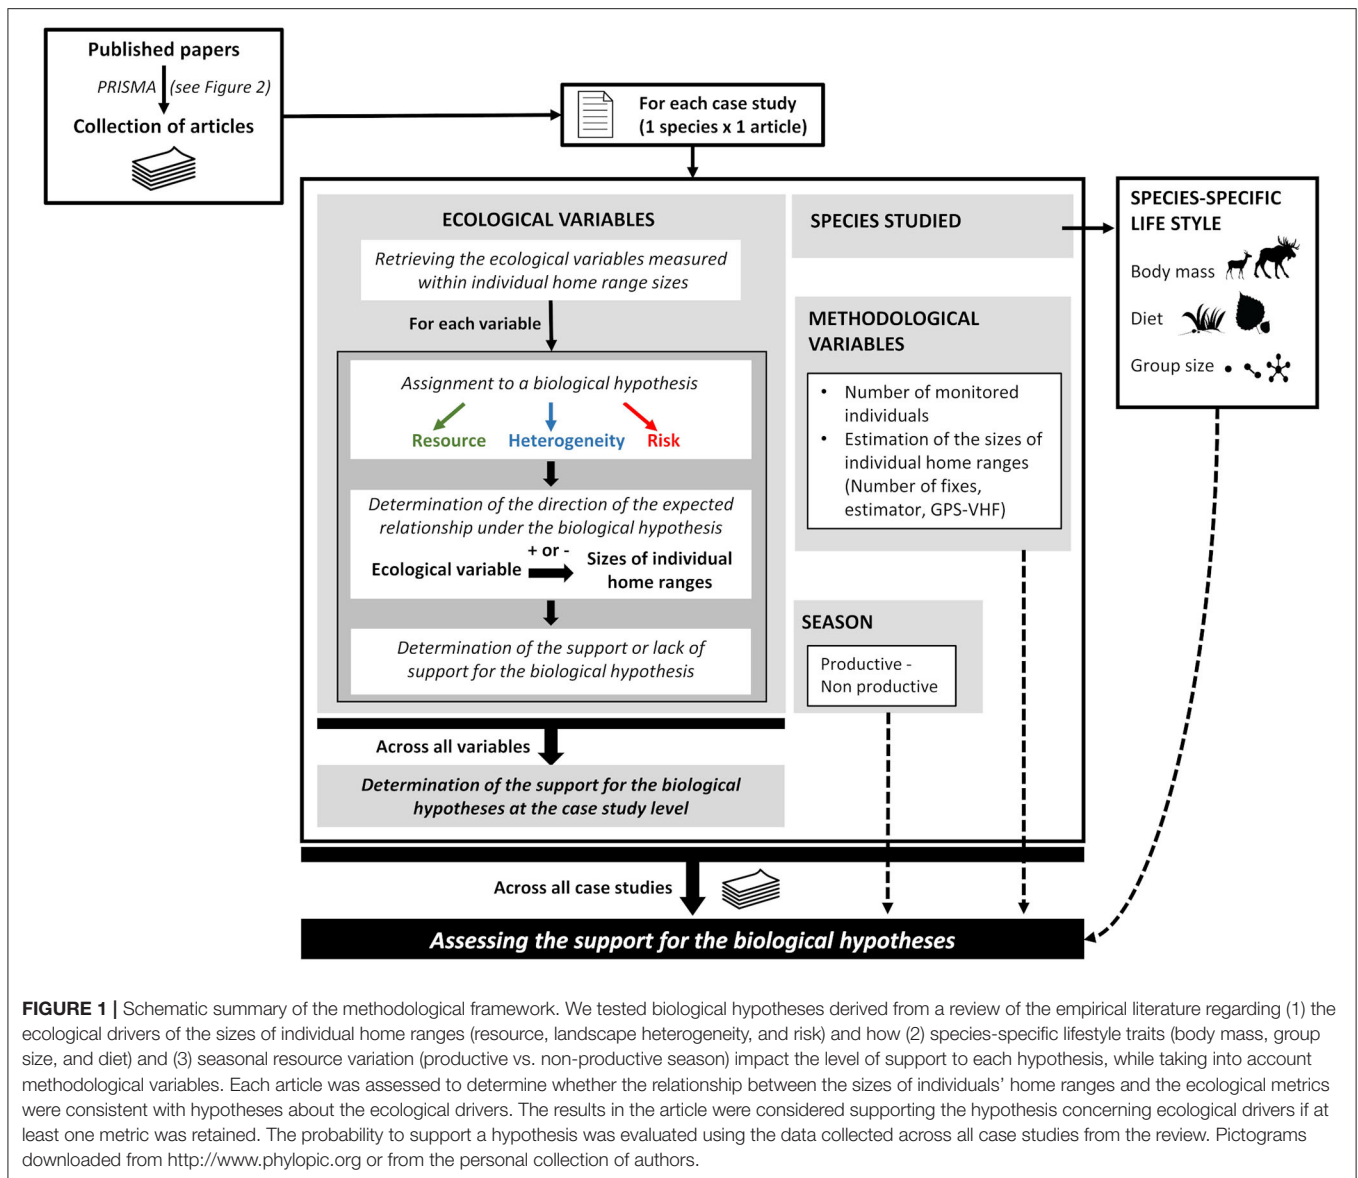 Published papers
PRISMA (see Figure 2)
Collection of articles
For each case study
(1 species x 1 article)
ECOLOGICAL VARIABLES
Retrieving the ecological variables measured
within individual home range sizes
For each variable
Assignment to a biological hypothesis
Resource Heterogeneity Risk
Determination of the direction of the expected
relationship under the biological hypothesis
+ or -
Ecological variable Sizes of individual
home ranges
Determination of the support or lack of
support for the biological hypothesis
Across all variables
Determination of the support for the biological
hypotheses at the case study level
SPECIES STUDIED
METHODOLOGICAL
VARIABLES
• Number of monitored
individuals
• Estimation of the sizes of
individual home ranges
(Number of fixes,
estimator, GPS-VHF)
SEASON
Productive -
Non productive
SPECIES-SPECIFIC
LIFE STYLE
Body mass
Diet
Group size
Across all case studies
Assessing the support for the biological hypotheses
FIGURE 1 | Schematic summary of the methodological framework. We tested biological hypotheses derived from a review of the empirical literature regarding (1) the
ecological drivers of the sizes of individual home ranges (resource, landscape heterogeneity, and risk) and how (2) species-specific lifestyle traits (body mass, group
size, and diet) and (3) seasonal resource variation (productive vs. non-productive season) impact the level of support to each hypothesis, while taking into account
methodological variables. Each article was assessed to determine whether the relationship between the sizes of individuals' home ranges and the ecological metrics
were consistent with hypotheses about the ecological drivers. The results in the article were considered supporting the hypothesis concerning ecological drivers if at
least one metric was retained. The probability to support a hypothesis was evaluated using the data collected across all case studies from the review. Pictograms
downloaded from http://www.phylopic.org or from the personal collection of authors.